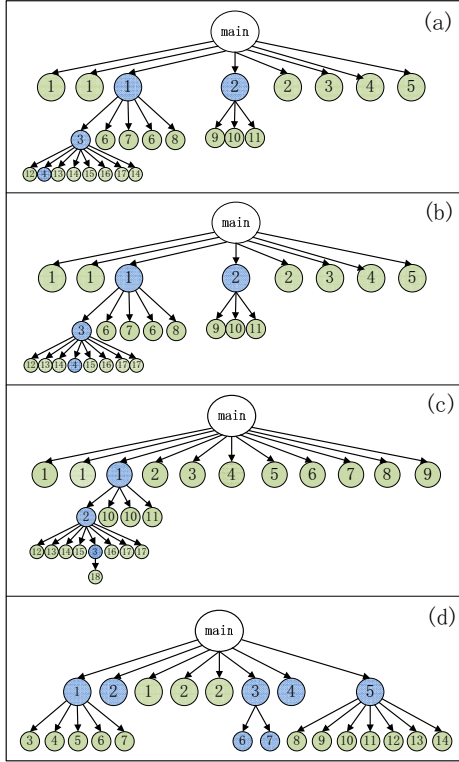 (a)
main
1 1 1 2 2 3 4 5
3 6 7 6 8 9 10 11
12 4 13 14 15 16 17 14
(b)
main
1 1 1 2 2 3 4 5
3 6 7 6 8 9 10 11
12 13 14 4 15 16 17 17
(c)
main
1 1 1 2 3 4 5 6 7 8 9
2 10 10 11
12 13 14 15 3 16 17 17
18
(d)
main
1 2 1 2 2 3 4 5
3 4 5 6 7 6 7 8 9 10 11 12 13 14